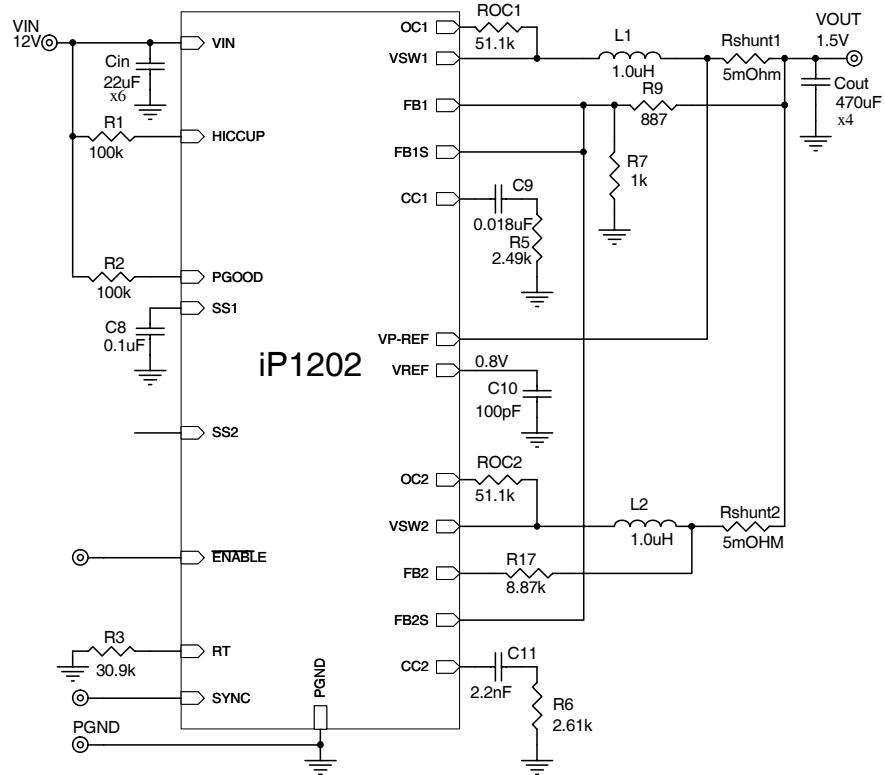 VIN
12V
VIN
Cin
22uF
x6
R1
100k
HICCUP
R2
100k
PGOOD
SS1
C8
0.1uF
iP1202
SS2
ENABLE
R3
30.9k
RT
SYNC
PGND
PGND
OC1
ROC1
51.1k
VSW1
L1
1.0uH
Rshunt1
5mOhm
VOUT
1.5V
Cout
470uF
x4
FB1
R9
887
FB1S
R7
1k
CC1
C9
0.018uF
R5
2.49k
VP-REF
VREF
0.8V
C10
100pF
OC2
ROC2
51.1k
VSW2
L2
1.0uH
Rshunt2
5mOHM
FB2
R17
8.87k
FB2S
CC2
C11
2.2nF
R6
2.61k